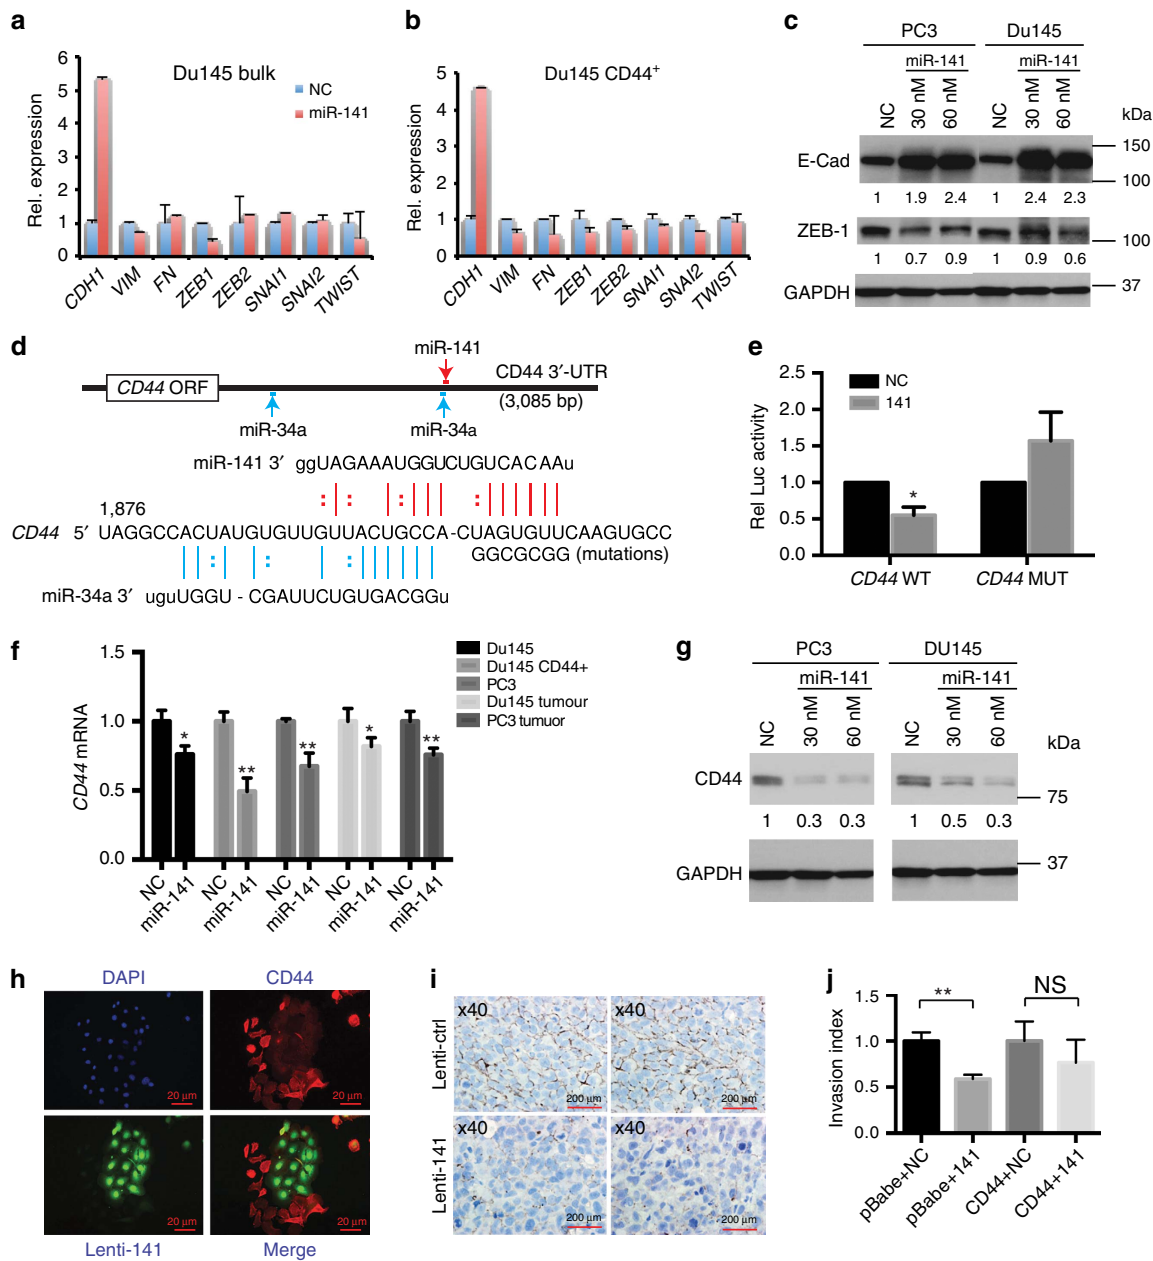 a
Du145 bulk
Rel. expression
6
5
4
3
2
1
0
NC
miR-141
CDH1
VIM
FN
ZEB1
ZEB2
SNAI1
SNAI2
TWIST
b
Du145 CD44+
Rel. expression
5
4
3
2
1
0
CDH1
VIM
FN
ZEB1
ZEB2
SNAI1
SNAI2
TWIST
c
PC3 Du145
miR-141 miR-141
NC 30 nM 60 nM NC 30 nM 60 nM
kDa
E-Cad
150
100
1 1.9 2.4 1 2.4 2.3
ZEB-1
100
1 0.7 0.9 1 0.9 0.6
GAPDH
37
d
miR-141
CD44 ORF
CD44 3′-UTR
(3,085 bp)
miR-34a miR-34a
miR-141 3′ ggUAGAAAUGGUCUGUCACAAu
1,876
CD44 5′ UAGGCCACUAUGUGUUGUUACUGCCA-CUAGUGUUCAAGUGCC
GGCGCGG (mutations)
miR-34a 3′ uguUGGU - CGAUUCUGUGACGGu
e
Rel Luc activity
2.5
2.0
1.5
1.0
0.5
0.0
NC
141
*
CD44 WT
CD44 MUT
f
CD44 mRNA
1.5
1.0
0.5
0.0
* ** ** * **
Du145
Du145 CD44+
PC3
Du145 tumour
PC3 tumuor
NC
miR-141
NC
miR-141
NC
miR-141
NC
miR-141
NC
miR-141
g
PC3 DU145
miR-141 miR-141
NC 30 nM 60 nM NC 30 nM 60 nM
kDa
CD44
75
1 0.3 0.3 1 0.5 0.3
GAPDH
37
h
DAPI CD44
20 µm 20 µm
20 µm 20 µm
Lenti-141 Merge
i
Lenti-ctrl
x40 x40
200 µm 200 µm
Lenti-141
x40 x40
200 µm 200 µm
j
Invasion index
1.5
1.0
0.5
0.0
** NS
pBabe+NC
pBabe+141
CD44+NC
CD44+141